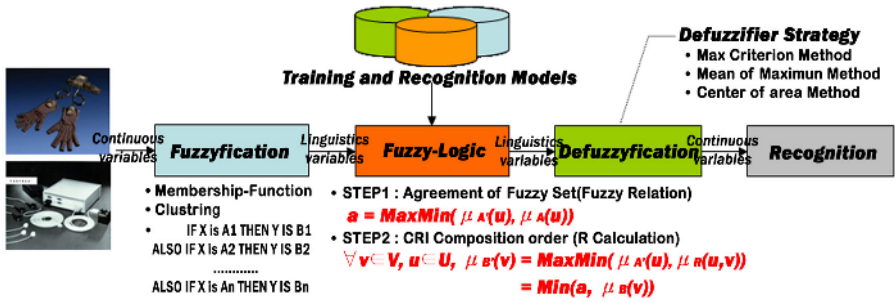 Defuzzifier Strategy
• Max Criterion Method
• Mean of Maximun Method
• Center of area Method
Training and Recognition Models
Continuous variables
Fuzzyfication
Linguistics variables
Fuzzy-Logic
Linguistics variables
Defuzzyfication
Continuous variables
Recognition
• Membership-Function
• Clustring
• IF X is A1 THEN Y IS B1
ALSO IF X is A2 THEN Y IS B2
............
ALSO IF X is An THEN Y IS Bn
• STEP1 : Agreement of Fuzzy Set(Fuzzy Relation)
a = MaxMin( μ A'(u), μ A(u))
• STEP2 : CRI Composition order (R Calculation)
∀ v∈V, u∈U, μ B'(v) = MaxMin( μ A'(u), μ R(u,v))
= Min(a, μ B(v))